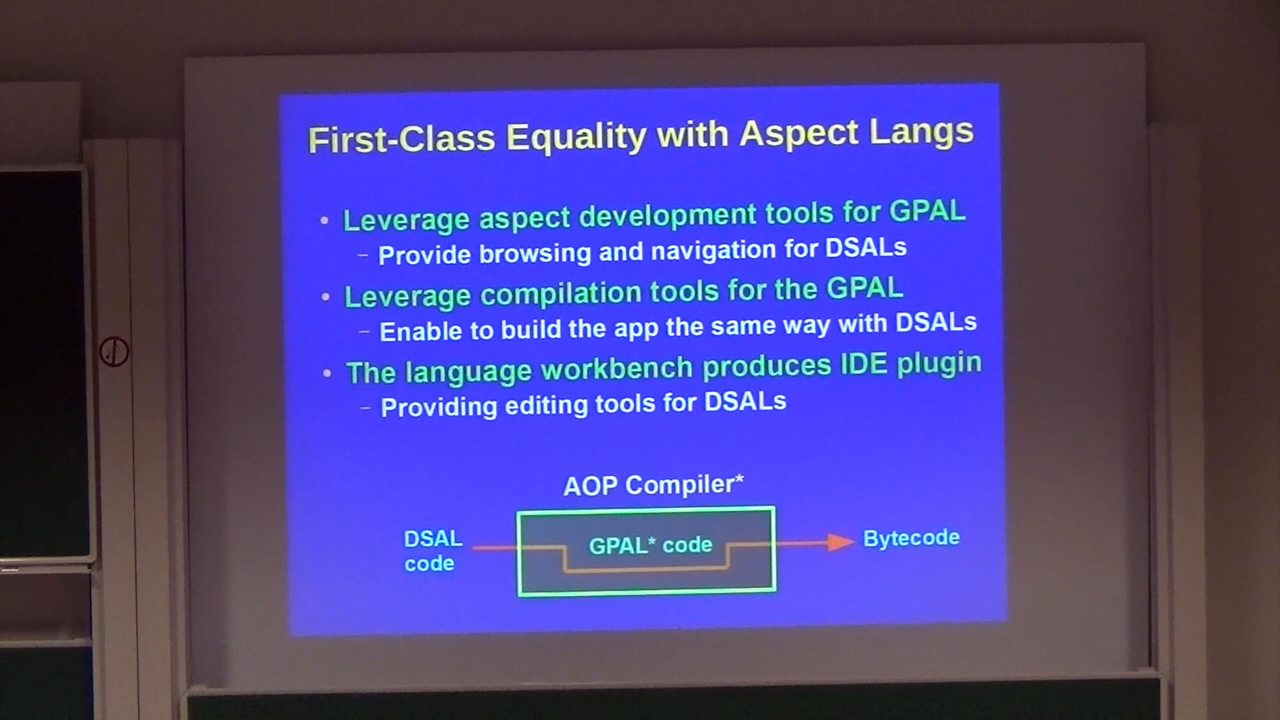 First-Class Equality with Aspect Langs
• Leverage aspect development tools for GPAL
– Provide browsing and navigation for DSALs
• Leverage compilation tools for the GPAL
– Enable to build the app the same way with DSALs
• The language workbench produces IDE plugin
– Providing editing tools for DSALs
AOP Compiler*
DSAL
code
GPAL* code
Bytecode